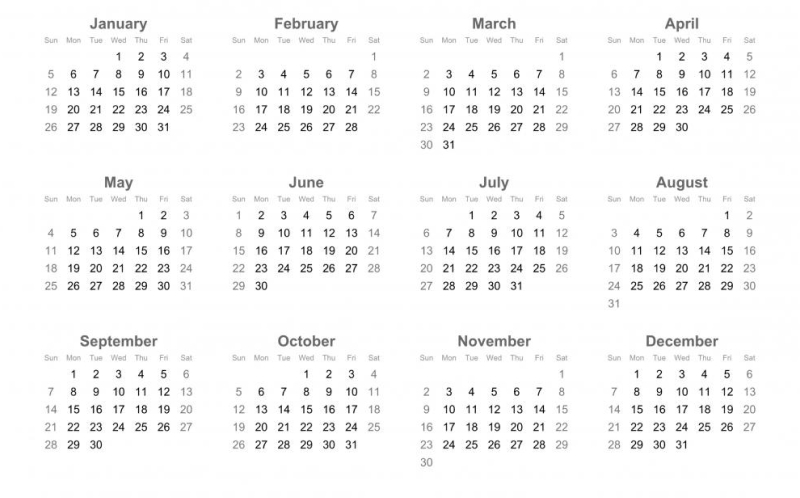 January February March April
Sun Mon Tue Wed Thu Fri Sat Sun Mon Tue Wed Thu Fri Sat Sun Mon Tue Wed Thu Fri Sat Sun Mon Tue Wed Thu Fri Sat
1 2 3 4 1 1 1 2 3 4 5
5 6 7 8 9 10 11 2 3 4 5 6 7 8 2 3 4 5 6 7 8 6 7 8 9 10 11 12
12 13 14 15 16 17 18 9 10 11 12 13 14 15 9 10 11 12 13 14 15 13 14 15 16 17 18 19
19 20 21 22 23 24 25 16 17 18 19 20 21 22 16 17 18 19 20 21 22 20 21 22 23 24 25 26
26 27 28 29 30 31 23 24 25 26 27 28 23 24 25 26 27 28 29 27 28 29 30
30 31
May June July August
Sun Mon Tue Wed Thu Fri Sat Sun Mon Tue Wed Thu Fri Sat Sun Mon Tue Wed Thu Fri Sat Sun Mon Tue Wed Thu Fri Sat
1 2 3 1 2 3 4 5 6 7 1 2 3 4 5 1 2
4 5 6 7 8 9 10 8 9 10 11 12 13 14 6 7 8 9 10 11 12 3 4 5 6 7 8 9
11 12 13 14 15 16 17 15 16 17 18 19 20 21 13 14 15 16 17 18 19 10 11 12 13 14 15 16
18 19 20 21 22 23 24 22 23 24 25 26 27 28 20 21 22 23 24 25 26 17 18 19 20 21 22 23
25 26 27 28 29 30 31 29 30 27 28 29 30 31 24 25 26 27 28 29 30
31
September October November December
Sun Mon Tue Wed Thu Fri Sat Sun Mon Tue Wed Thu Fri Sat Sun Mon Tue Wed Thu Fri Sat Sun Mon Tue Wed Thu Fri Sat
1 2 3 4 5 6 1 2 3 4 1 1 2 3 4 5 6
7 8 9 10 11 12 13 5 6 7 8 9 10 11 2 3 4 5 6 7 8 7 8 9 10 11 12 13
14 15 16 17 18 19 20 12 13 14 15 16 17 18 9 10 11 12 13 14 15 14 15 16 17 18 19 20
21 22 23 24 25 26 27 19 20 21 22 23 24 25 16 17 18 19 20 21 22 21 22 23 24 25 26 27
28 29 30 26 27 28 29 30 31 23 24 25 26 27 28 29 28 29 30 31
30